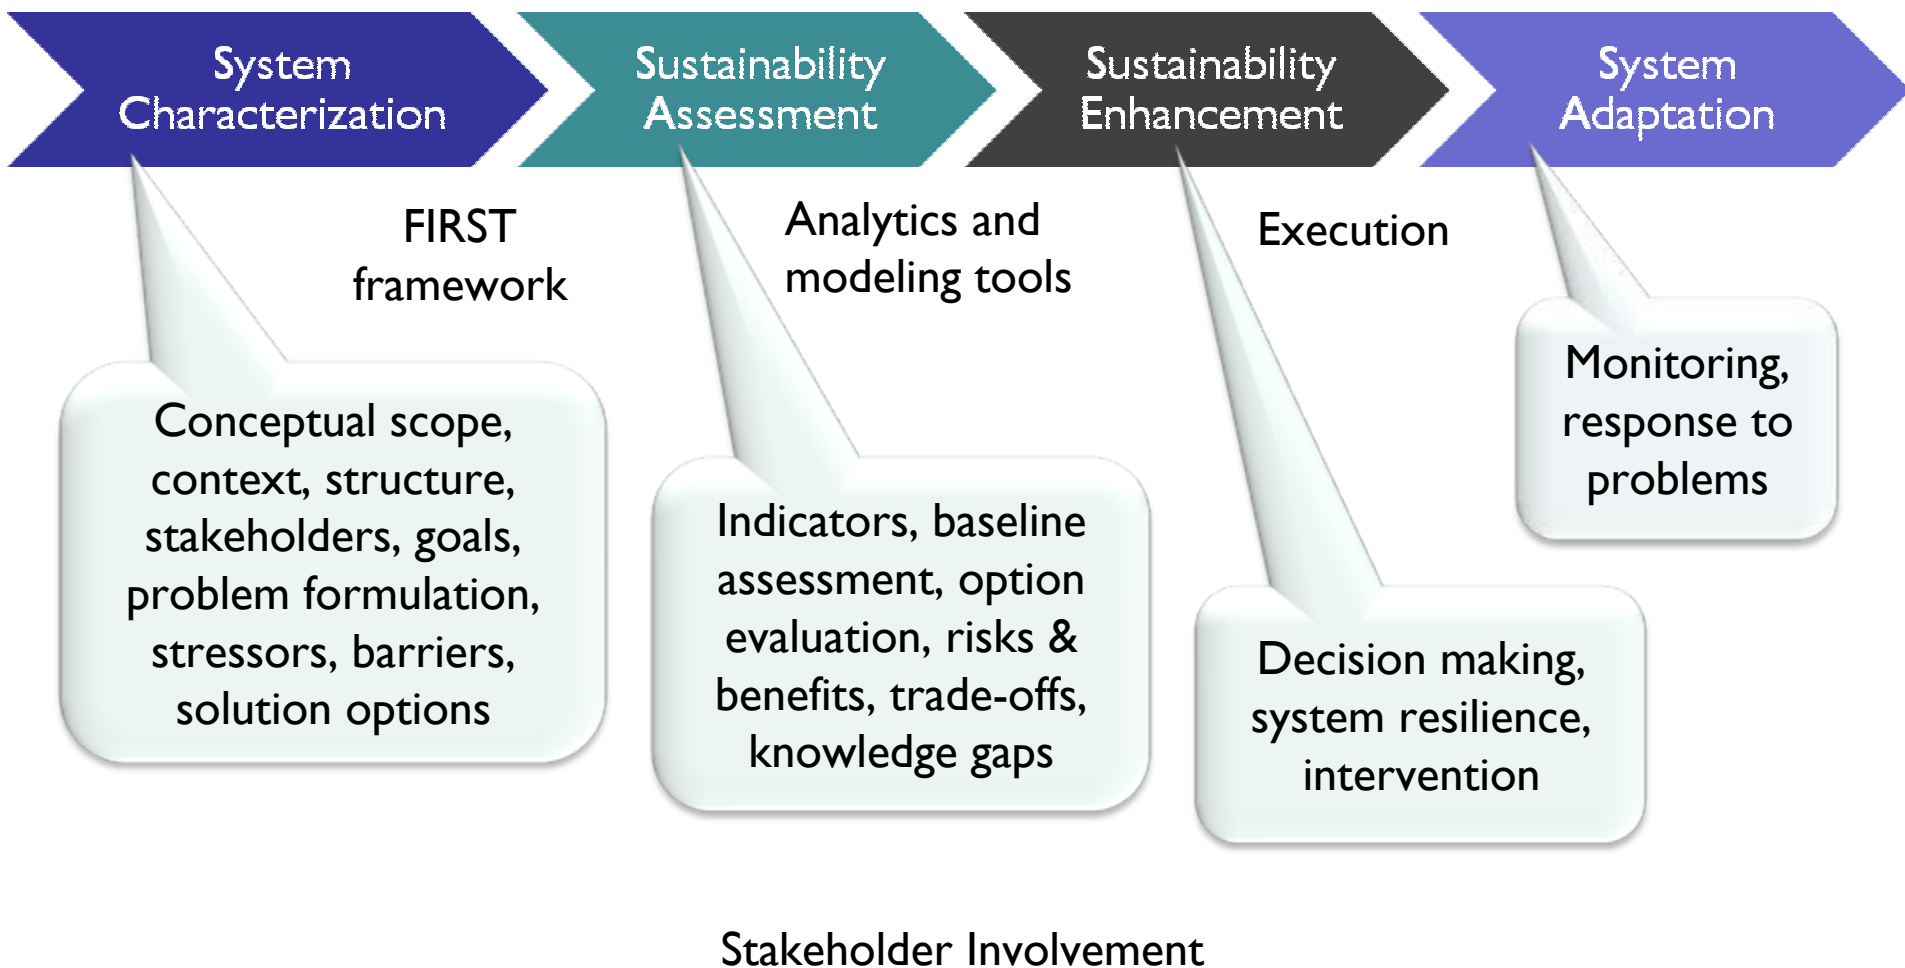 System
Characterization
Sustainability
Assessment
Sustainability
Enhancement
System
Adaptation
FIRST
framework
Analytics and
modeling tools
Execution
Conceptual scope,
context, structure,
stakeholders, goals,
problem formulation,
stressors, barriers,
solution options
Indicators, baseline
assessment, option
evaluation, risks &
benefits, trade-offs,
knowledge gaps
Decision making,
system resilience,
intervention
Monitoring,
response to
problems
Stakeholder Involvement